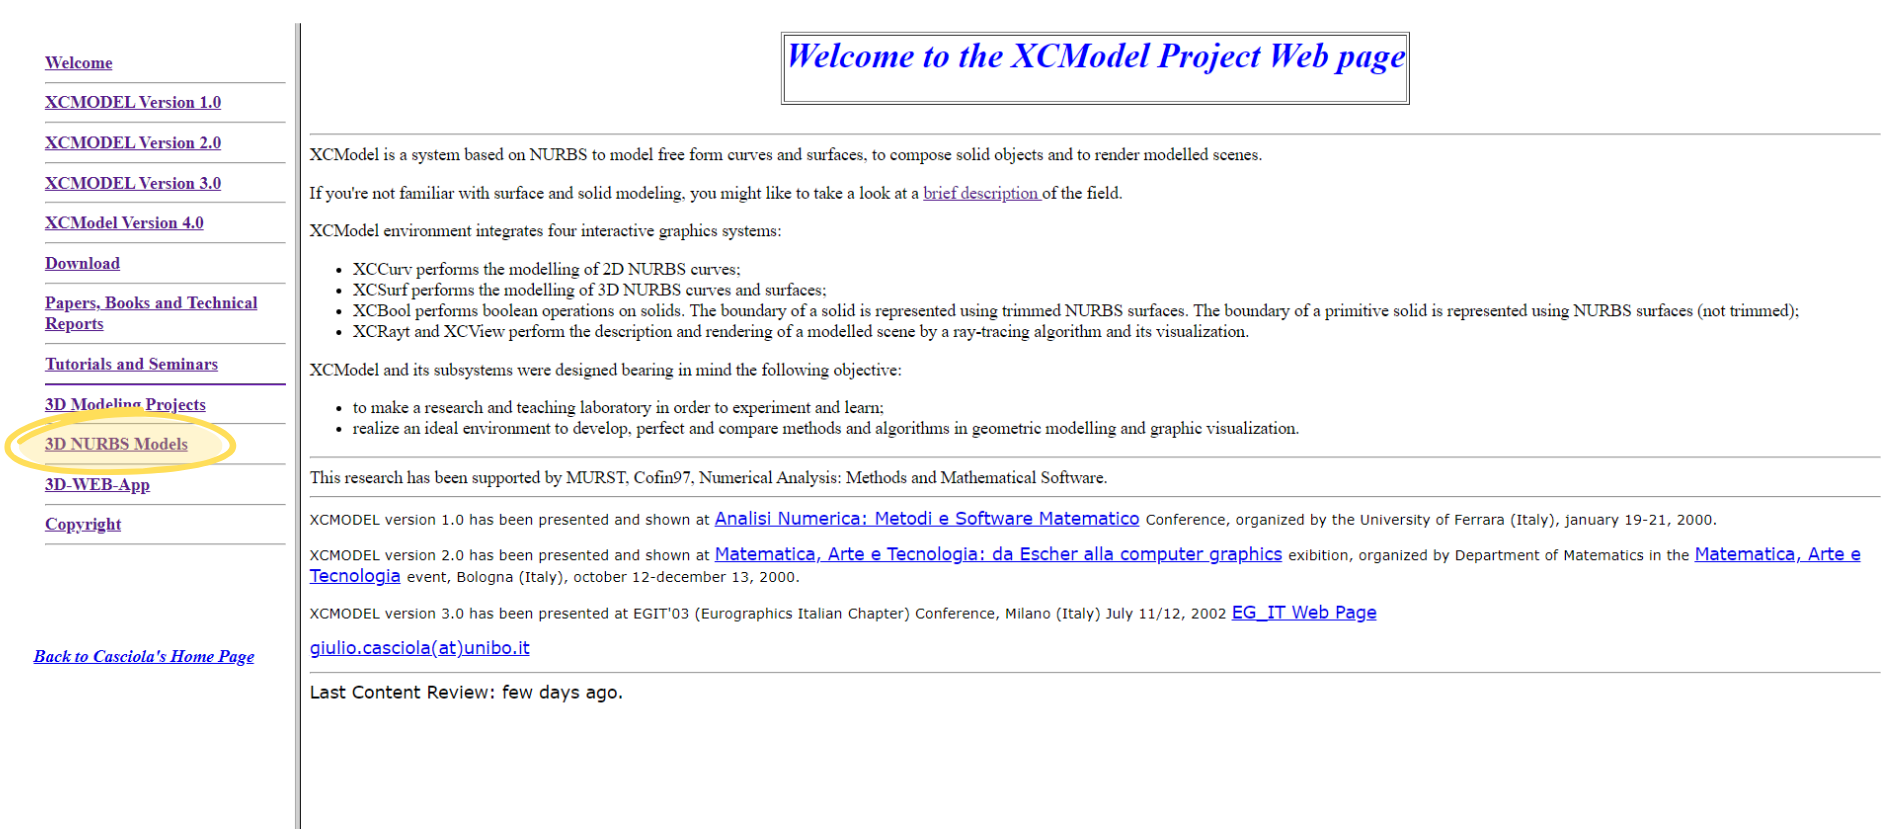 Welcome
XCMODEL Version 1.0
XCMODEL Version 2.0
XCMODEL Version 3.0
XCModel Version 4.0
Download
Papers, Books and Technical
Reports
Tutorials and Seminars
3D Modeling Projects
3D NURBS Models
3D-WEB-App
Copyright
Back to Casciola's Home Page
Welcome to the XCModel Project Web page
XCModel is a system based on NURBS to model free form curves and surfaces, to compose solid objects and to render modelled scenes.
If you're not familiar with surface and solid modeling, you might like to take a look at a brief description of the field.
XCModel environment integrates four interactive graphics systems:
• XCCurv performs the modelling of 2D NURBS curves;
• XCSurf performs the modelling of 3D NURBS curves and surfaces;
• XCBool performs boolean operations on solids. The boundary of a solid is represented using trimmed NURBS surfaces. The boundary of a primitive solid is represented using NURBS surfaces (not trimmed);
• XCRayt and XCView perform the description and rendering of a modelled scene by a ray-tracing algorithm and its visualization.
XCModel and its subsystems were designed bearing in mind the following objective:
• to make a research and teaching laboratory in order to experiment and learn;
• realize an ideal environment to develop, perfect and compare methods and algorithms in geometric modelling and graphic visualization.
This research has been supported by MURST, Cofin97, Numerical Analysis: Methods and Mathematical Software.
XCMODEL version 1.0 has been presented and shown at Analisi Numerica: Metodi e Software Matematico Conference, organized by the University of Ferrara (Italy), january 19-21, 2000.
XCMODEL version 2.0 has been presented and shown at Matematica, Arte e Tecnologia: da Escher alla computer graphics exibition, organized by Department of Matematics in the Matematica, Arte e
Tecnologia event, Bologna (Italy), october 12-december 13, 2000.
XCMODEL version 3.0 has been presented at EGIT'03 (Eurographics Italian Chapter) Conference, Milano (Italy) July 11/12, 2002 EG_IT Web Page
giulio.casciola(at)unibo.it
Last Content Review: few days ago.